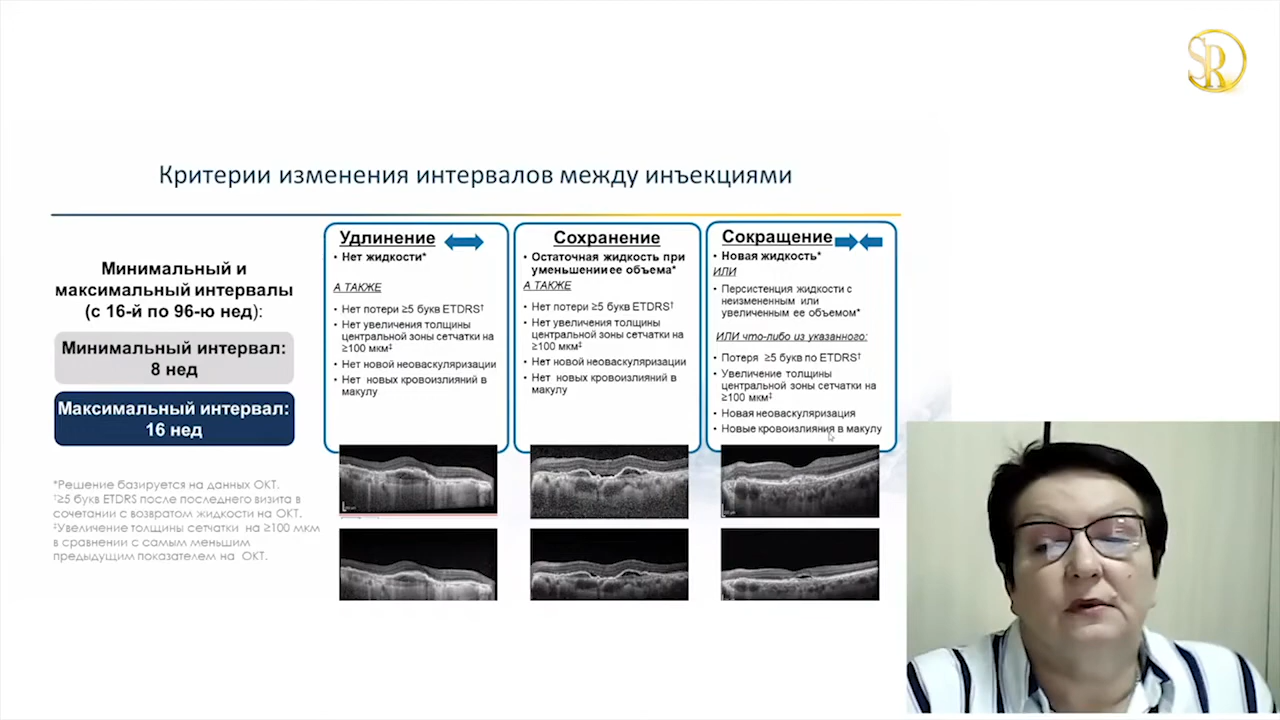 SR
Критерии изменения интервалов между инъекциями
Минимальный и
максимальный интервалы
(с 16-й по 96-ю нед):
Минимальный интервал:
8 нед
Максимальный интервал:
16 нед
*Решение базируется на данных ОКТ.
†≥5 букв ETDRS после последнего визита в
сочетании с возвратом жидкости на ОКТ.
‡Увеличение толщины сетчатки на ≥100 мкм
в сравнении с самым меньшим
предыдущим показателем на ОКТ.
Удлинение
• Нет жидкости*
А ТАКЖЕ
• Нет потери ≥5 букв ETDRS†
• Нет увеличения толщины
центральной зоны сетчатки на
≥100 мкм‡
• Нет новой неоваскуляризации
• Нет новых кровоизлияний в
макулу
Сохранение
• Остаточная жидкость при
уменьшении ее объема*
А ТАКЖЕ
• Нет потери ≥5 букв ETDRS†
• Нет увеличения толщины
центральной зоны сетчатки на
≥100 мкм‡
• Нет новой неоваскуляризации
• Нет новых кровоизлияний в
макулу
Сокращение
• Новая жидкость*
ИЛИ
• Персистенция жидкости с
неизмененным или
увеличенным ее объемом*
ИЛИ что-либо из указанного:
• Потеря ≥5 букв по ETDRS†
• Увеличение толщины
центральной зоны сетчатки на
≥100 мкм‡
• Новая неоваскуляризация
• Новые кровоизлияния в макулу